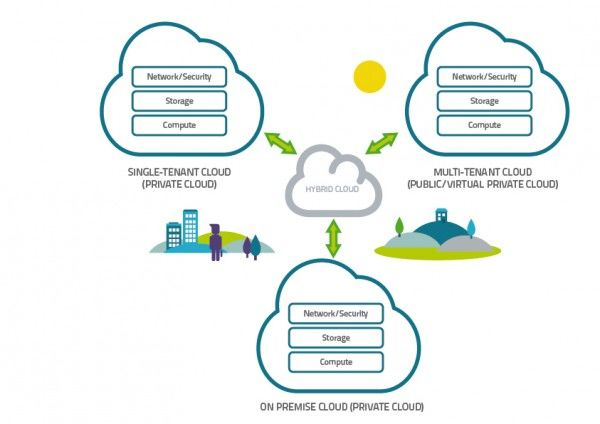 Network/Security
Storage
Compute
SINGLE-TENANT CLOUD
(PRIVATE CLOUD)
Network/Security
Storage
Compute
MULTI-TENANT CLOUD
(PUBLIC/VIRTUAL PRIVATE CLOUD)
HYBRID CLOUD
Network/Security
Storage
Compute
ON PREMISE CLOUD (PRIVATE CLOUD)